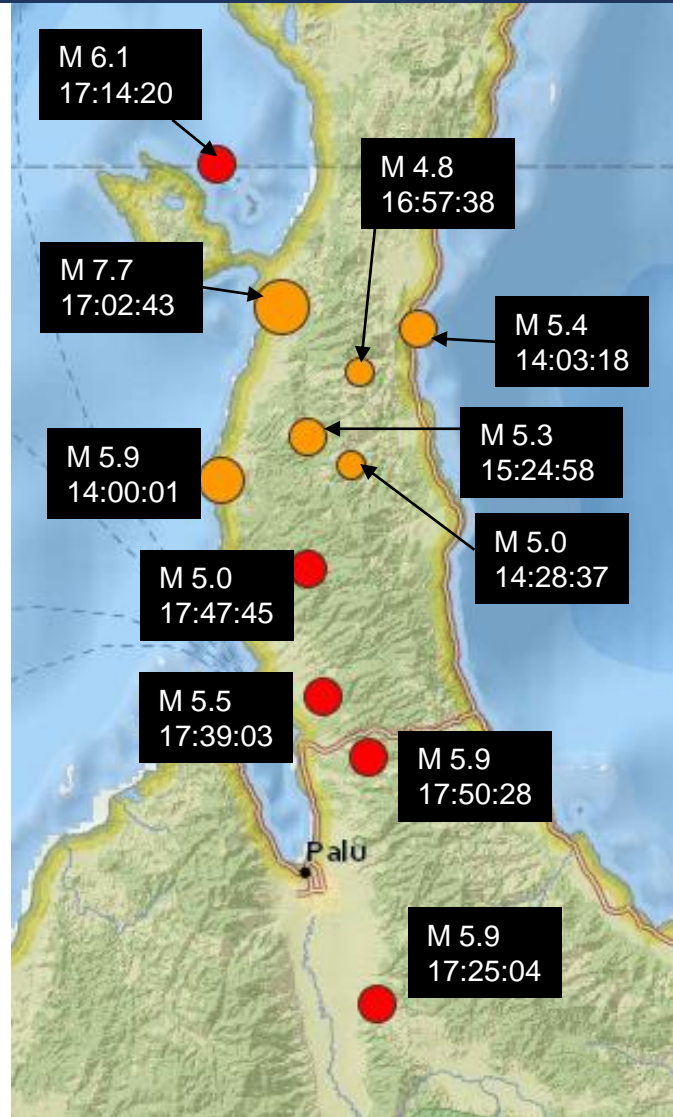 M 6.1
17:14:20
M 4.8
16:57:38
M 7.7
17:02:43
M 5.4
14:03:18
M 5.3
15:24:58
M 5.9
14:00:01
M 5.0
14:28:37
M 5.0
17:47:45
M 5.5
17:39:03
M 5.9
17:50:28
Palu
M 5.9
17:25:04